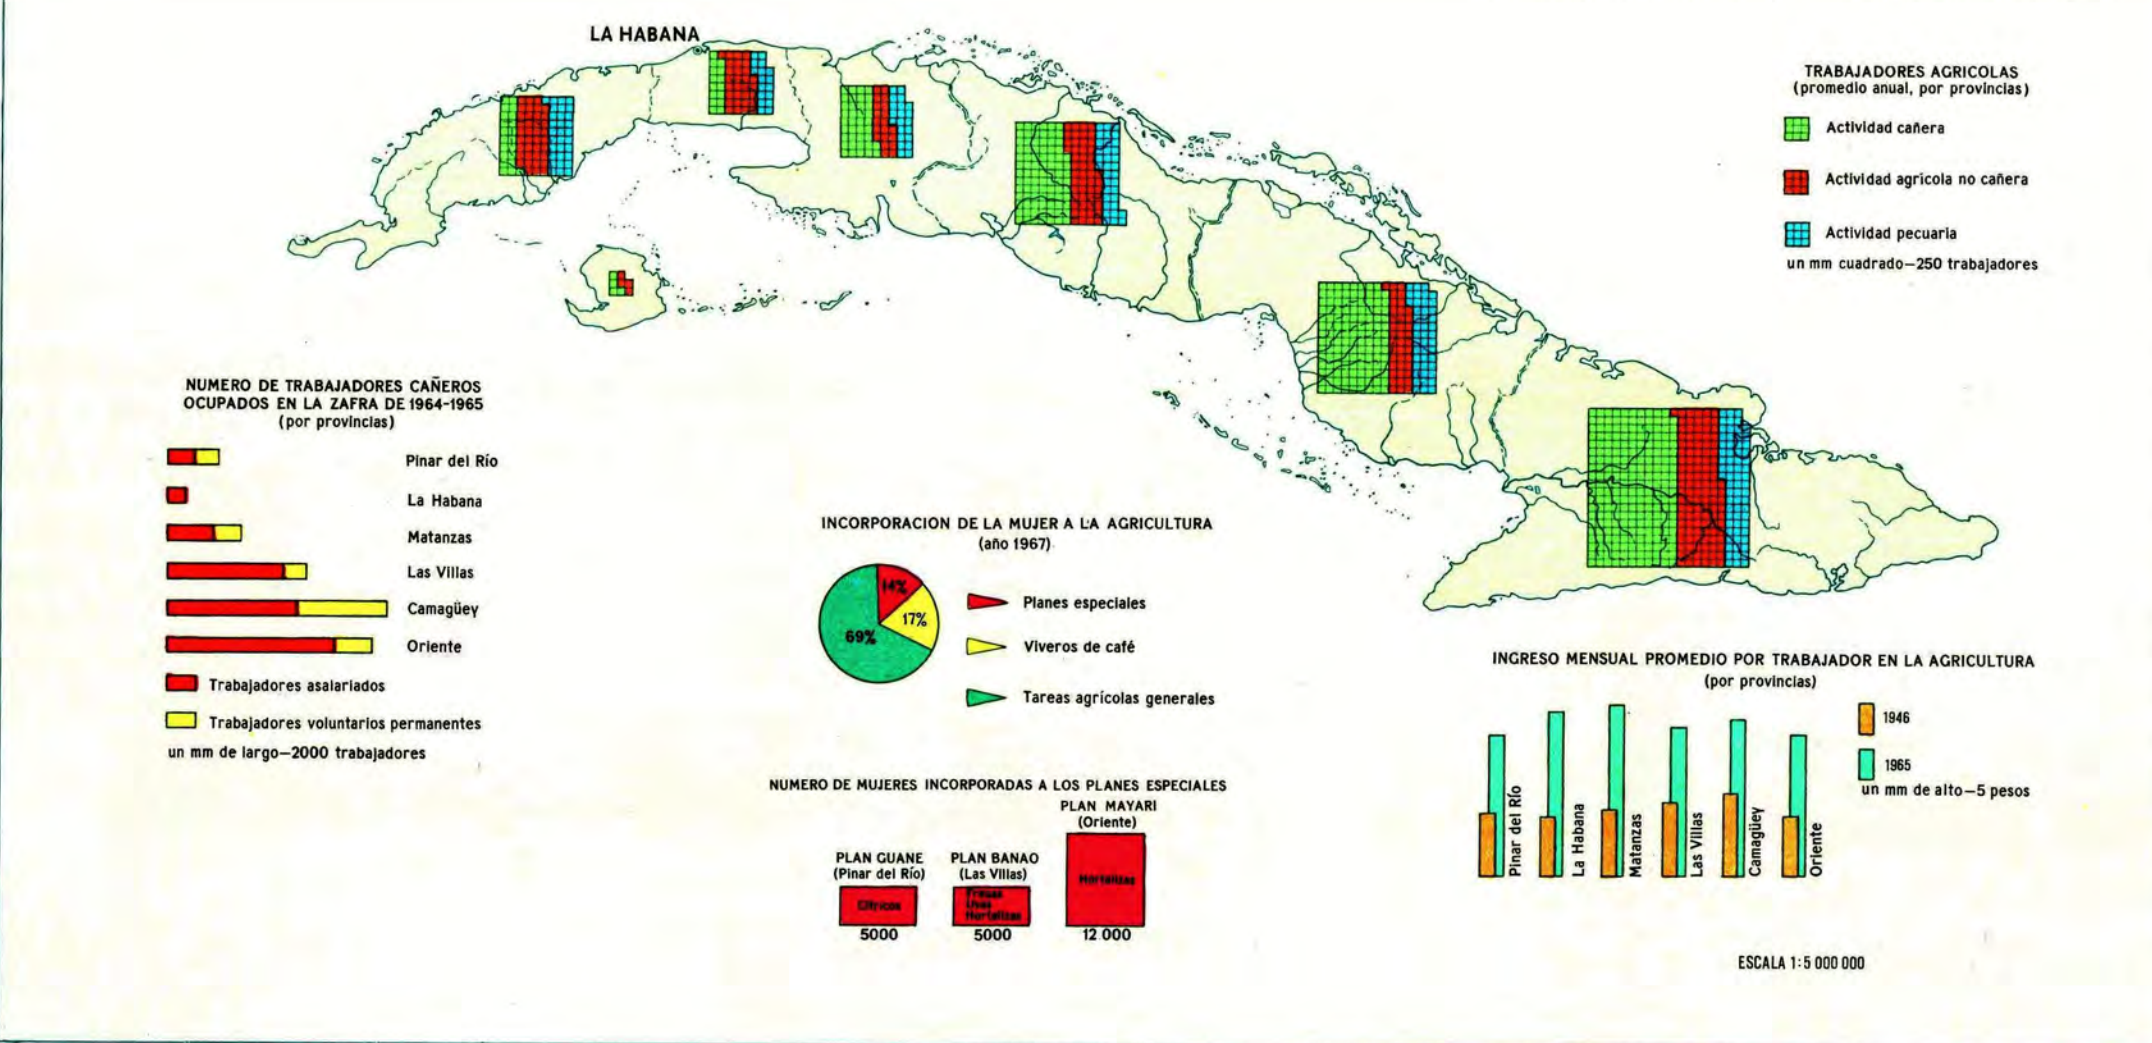 LA HABANA
TRABAJADORES AGRICOLAS
(promedio anual, por provincias)
Actividad cañera
Actividad agrícola no cañera
Actividad pecuaria
un mm cuadrado—250 trabajadores
NUMERO DE TRABAJADORES CAÑEROS
OCUPADOS EN LA ZAFRA DE 1964-1965
(por provincias)
Pinar del Río
La Habana
Matanzas
Las Villas
Camagüey
Oriente
Trabajadores asalariados
Trabajadores voluntarios permanentes
un mm de largo—2000 trabajadores
INCORPORACION DE LA MUJER A LA AGRICULTURA
(año 1967)
14%
17%
69%
Planes especiales
Viveros de café
Tareas agrícolas generales
NUMERO DE MUJERES INCORPORADAS A LOS PLANES ESPECIALES
PLAN GUANE
(Pinar del Río)
Cítricos
5000
PLAN BANAO
(Las Villas)
Fresas
Uvas
Hortalizas
5000
PLAN MAYARI
(Oriente)
Hortalizas
12 000
INGRESO MENSUAL PROMEDIO POR TRABAJADOR EN LA AGRICULTURA
(por provincias)
Pinar del Río
La Habana
Matanzas
Las Villas
Camagüey
Oriente
1946
1965
un mm de alto—5 pesos
ESCALA 1:5 000 000